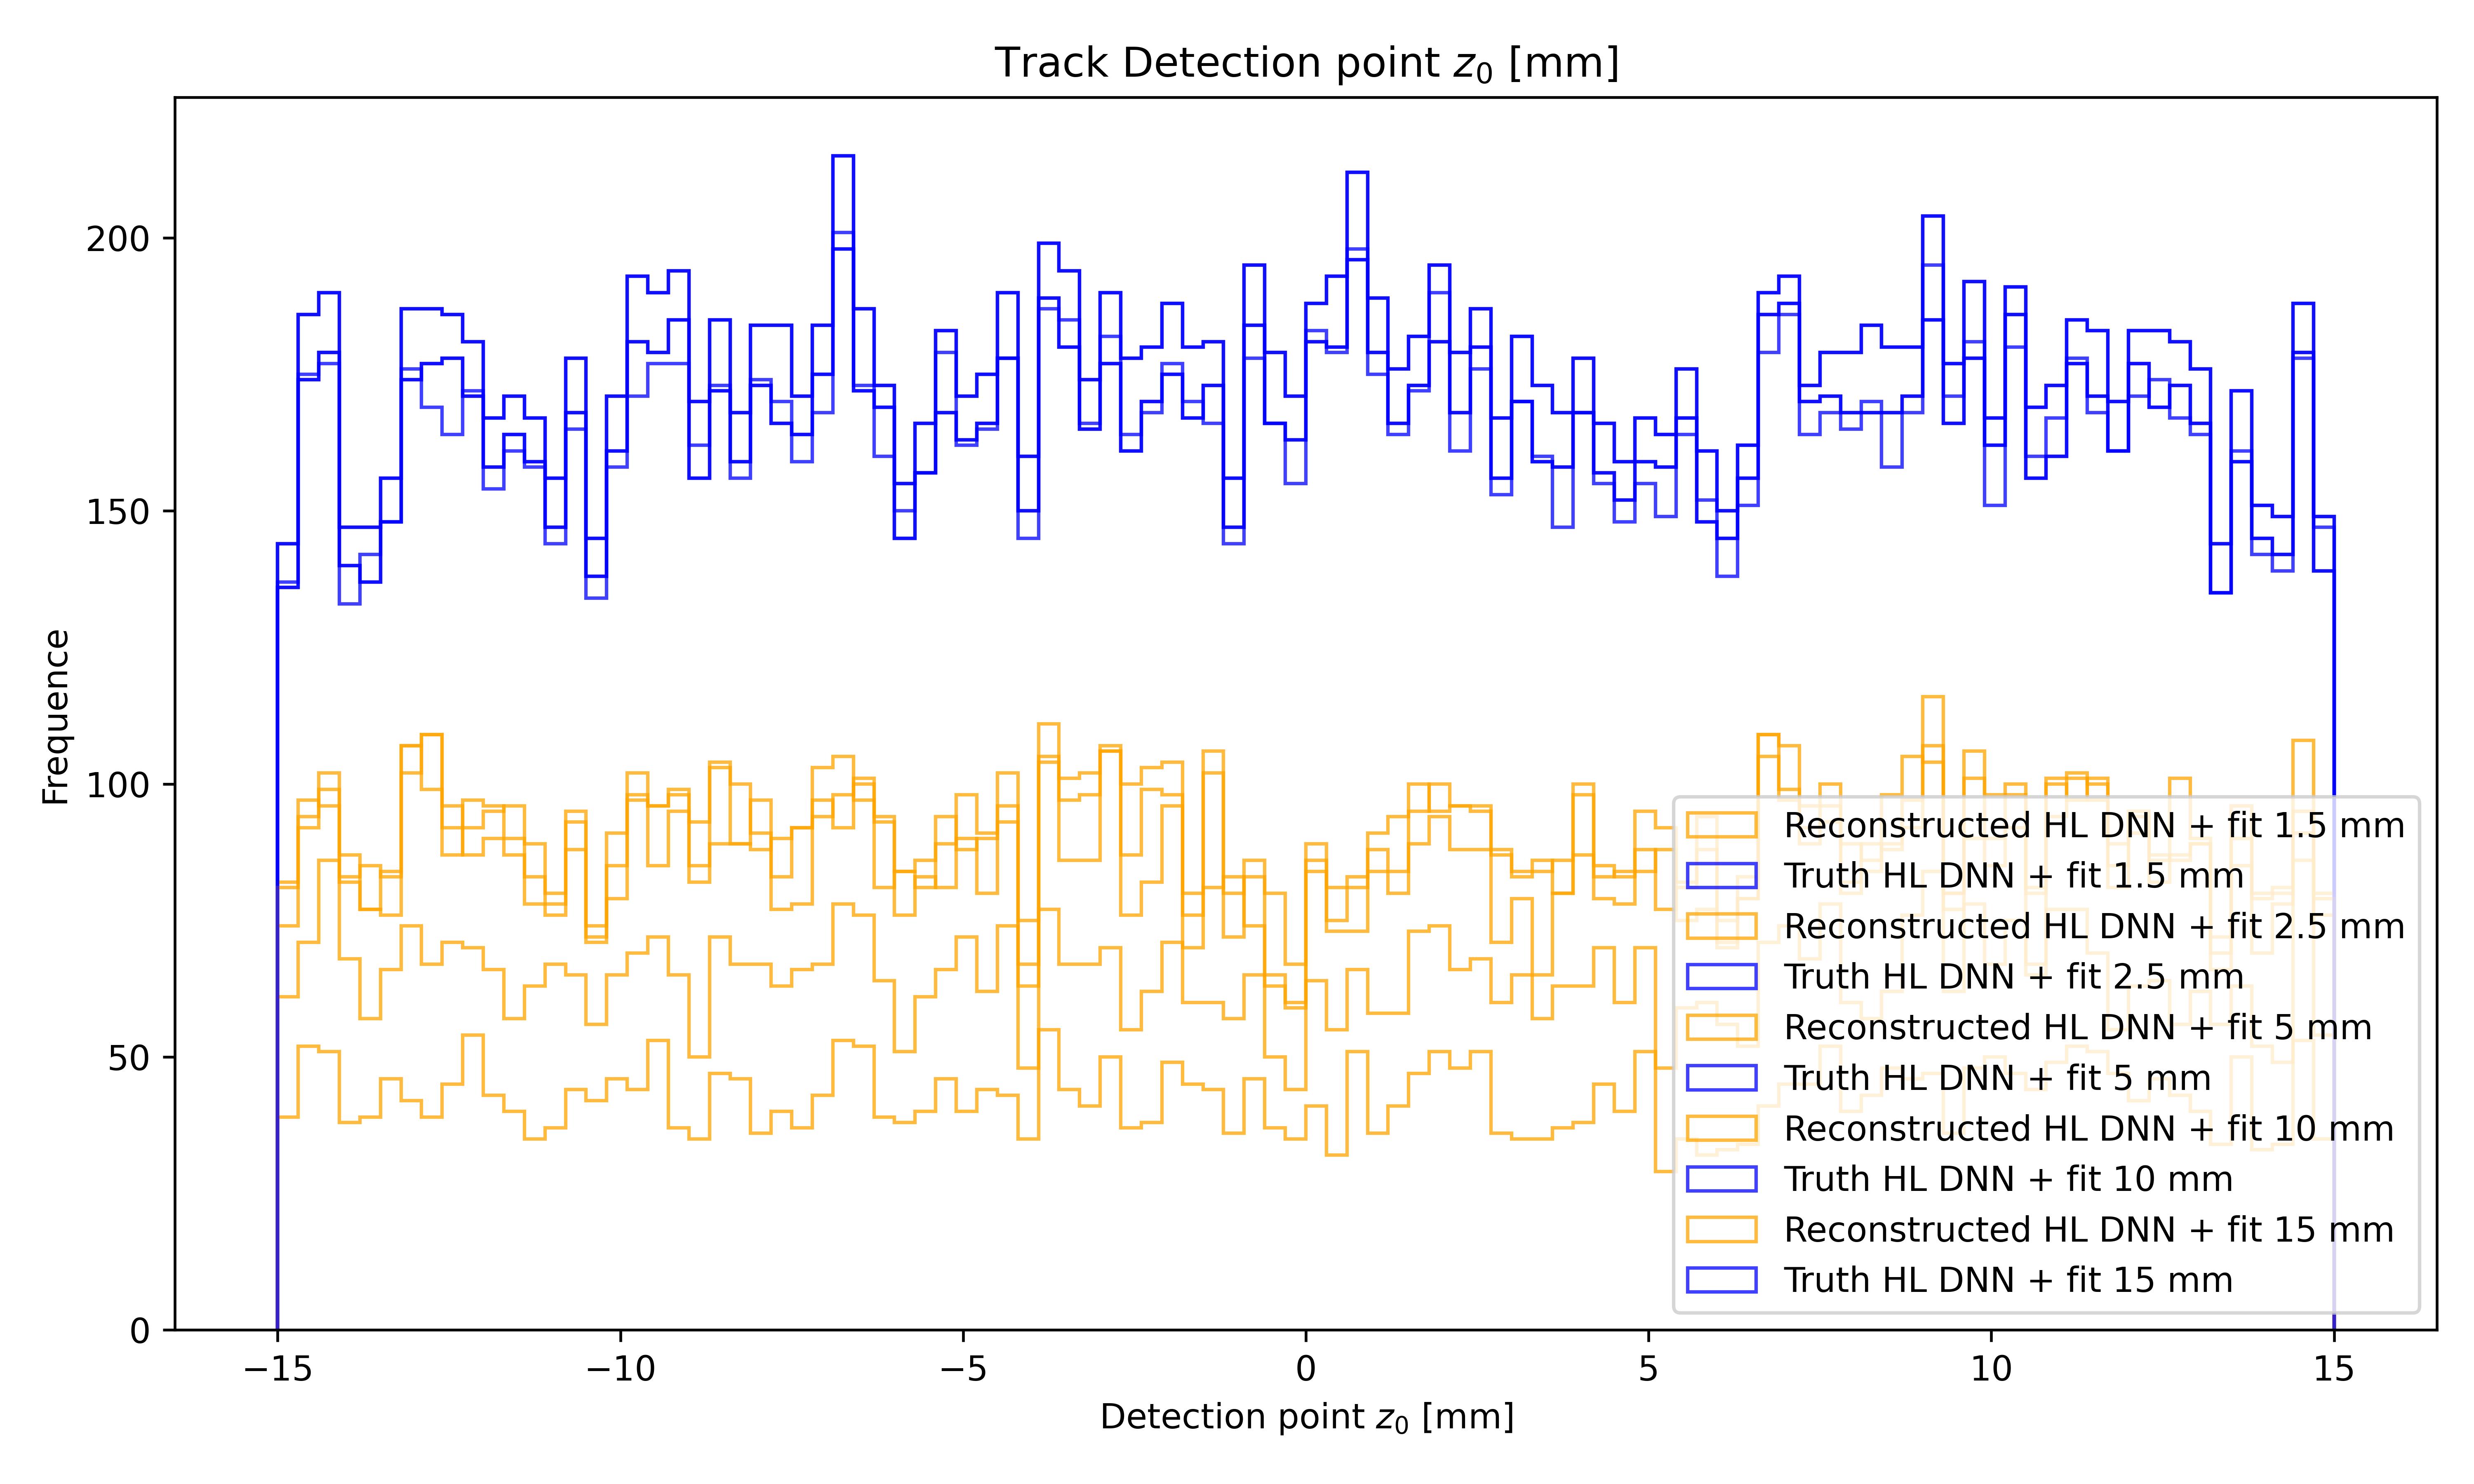 Track Detection point z₀ [mm]
Frequence
200
150
100
50
0
Reconstructed HL DNN + fit 1.5 mm
Truth HL DNN + fit 1.5 mm
Reconstructed HL DNN + fit 2.5 mm
Truth HL DNN + fit 2.5 mm
Reconstructed HL DNN + fit 5 mm
Truth HL DNN + fit 5 mm
Reconstructed HL DNN + fit 10 mm
Truth HL DNN + fit 10 mm
Reconstructed HL DNN + fit 15 mm
Truth HL DNN + fit 15 mm
−15 −10 −5 0 5 10 15
Detection point z₀ [mm]